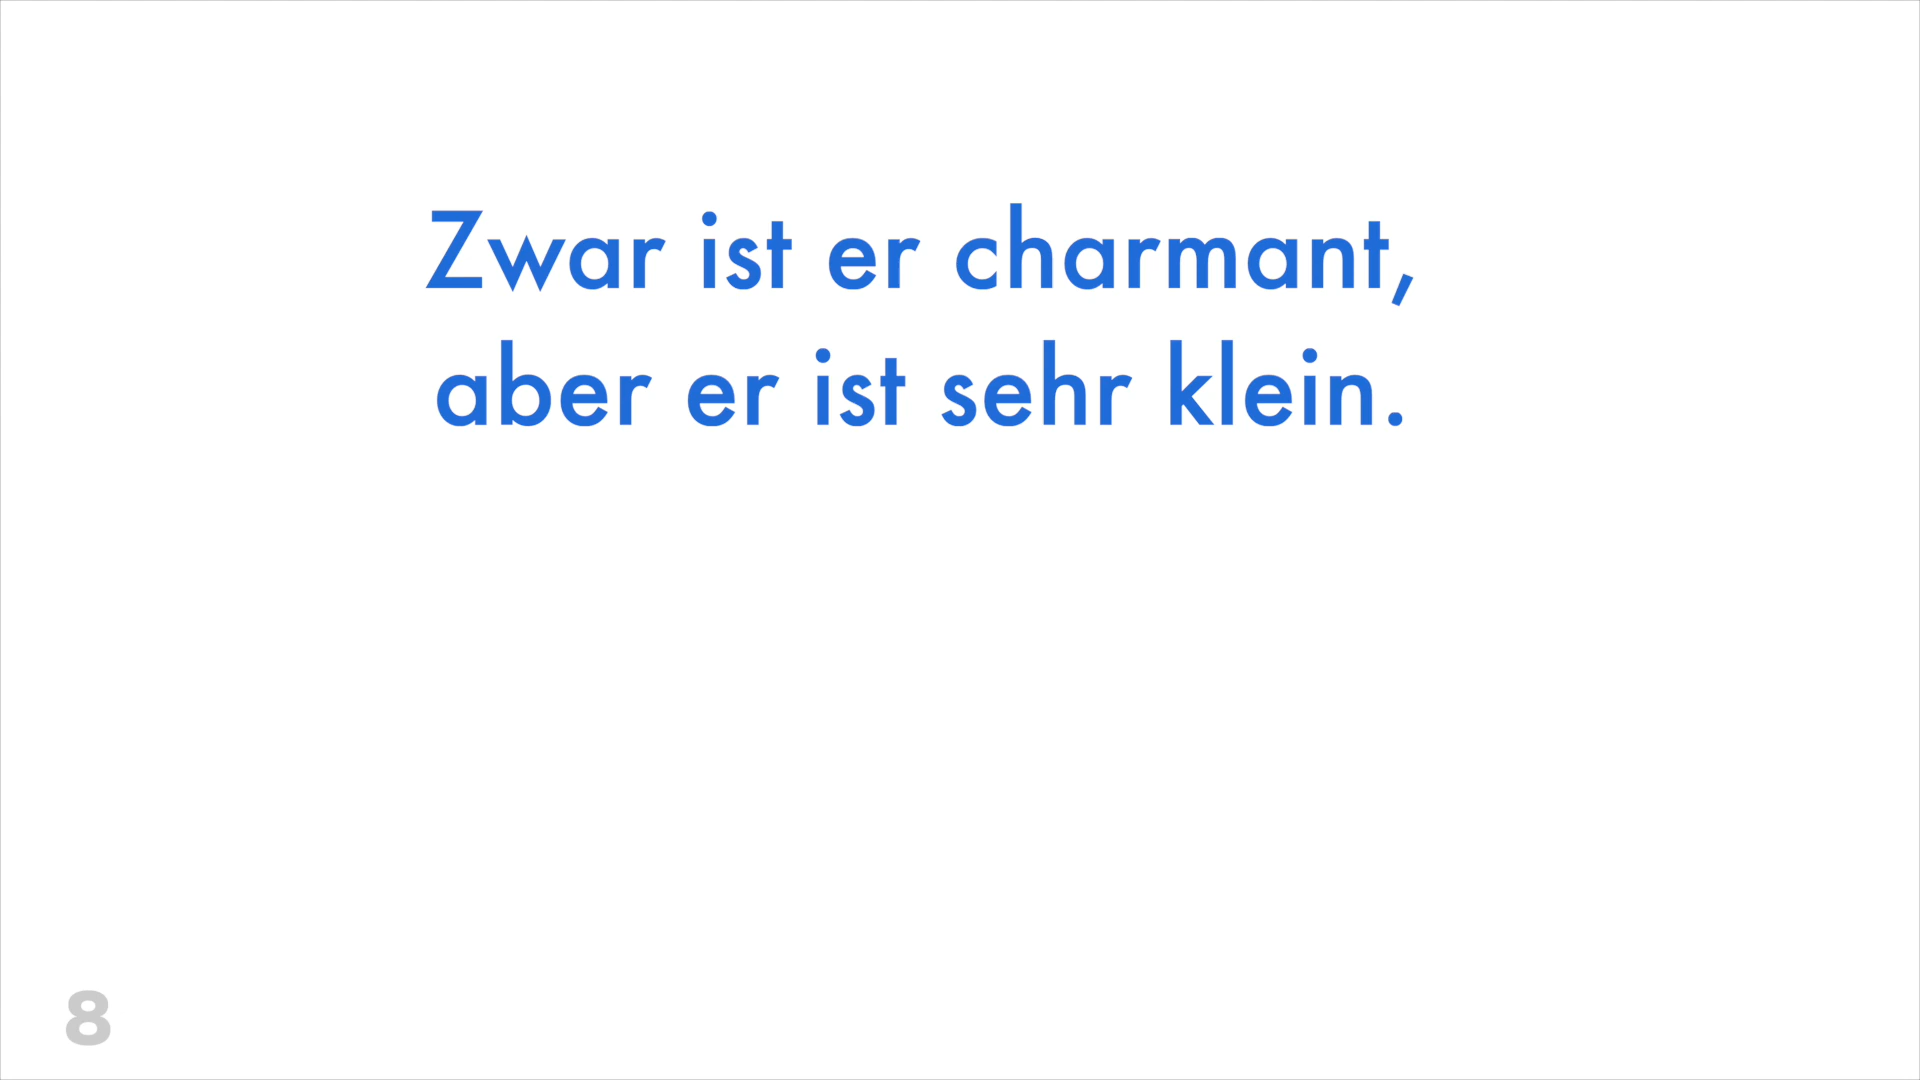 Zwar ist er charmant,
aber er ist sehr klein.
8